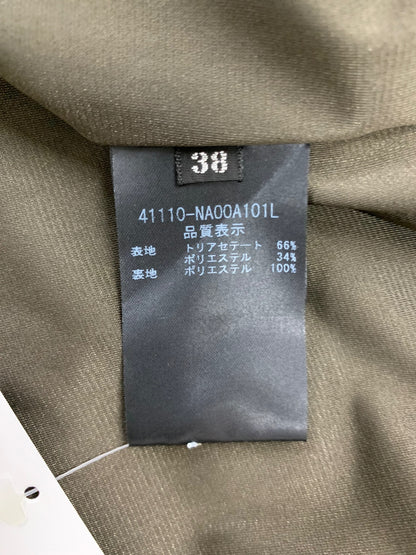 38
41110-NA00A101L
品質表示
表地 トリアセテート 66%
ポリエステル 34%
裏地 ポリエステル 100%